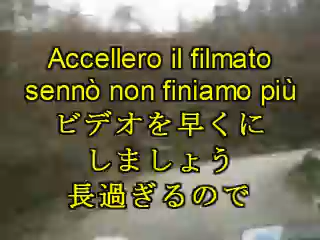 Accellero il filmato
sennò non finiamo più
ビデオを早くに
しましょう
長過ぎるので